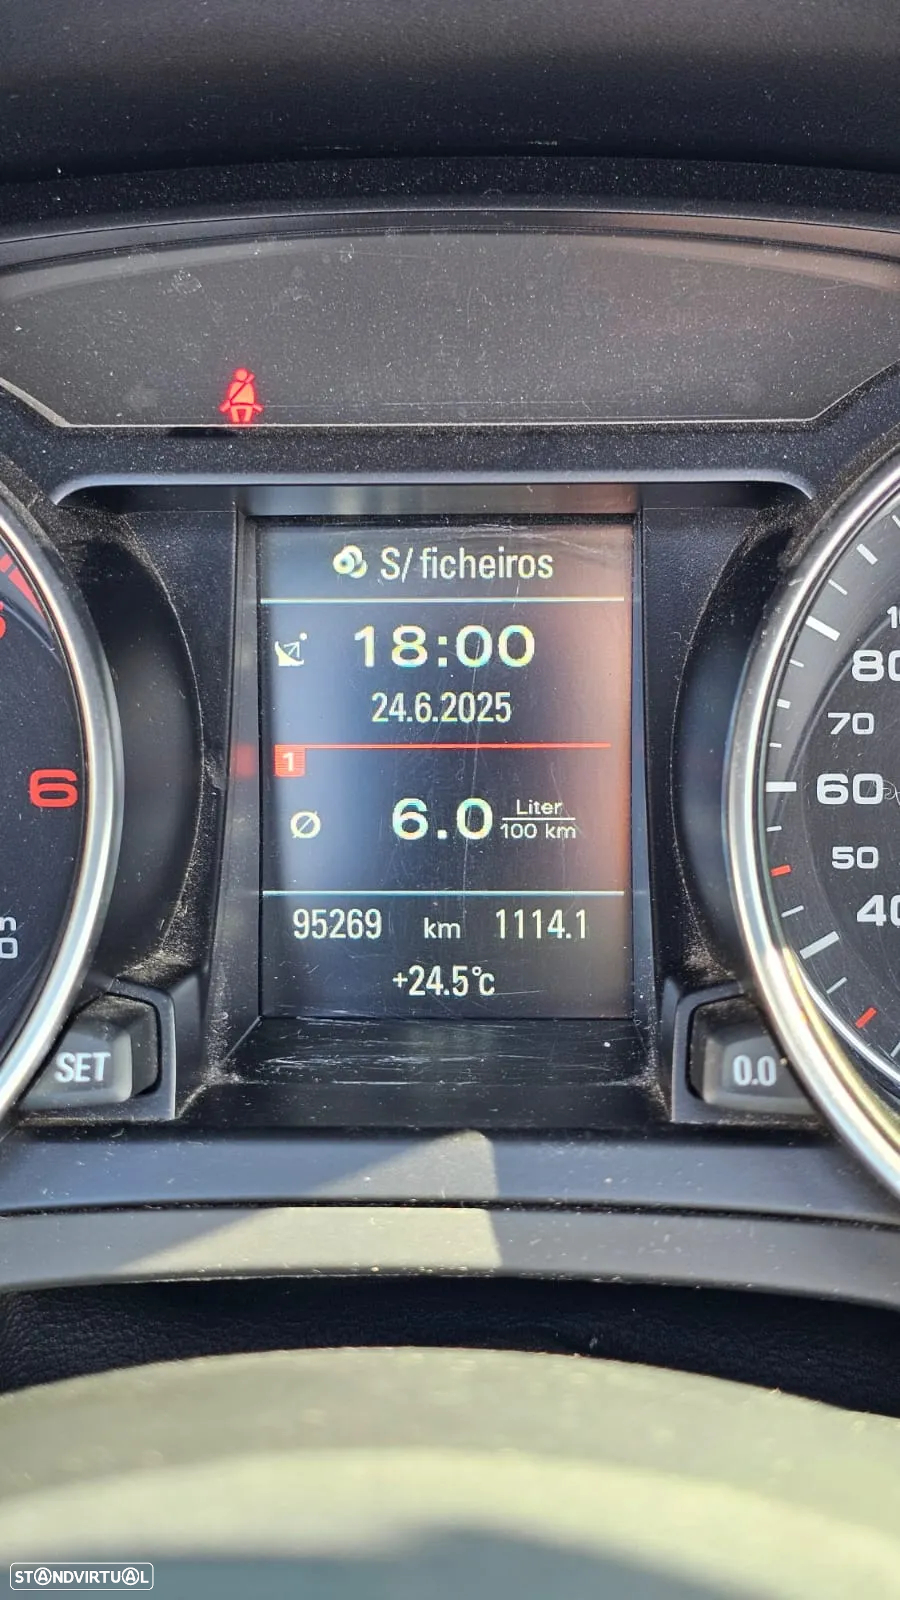 S/ ficheiros
18:00
24.6.2025
1
Ø 6.0 Liter
100 km
95269 km 1114.1
+24.5°C
6
80
70
60
50
40
SET
0.0
STANDVIRTUAL